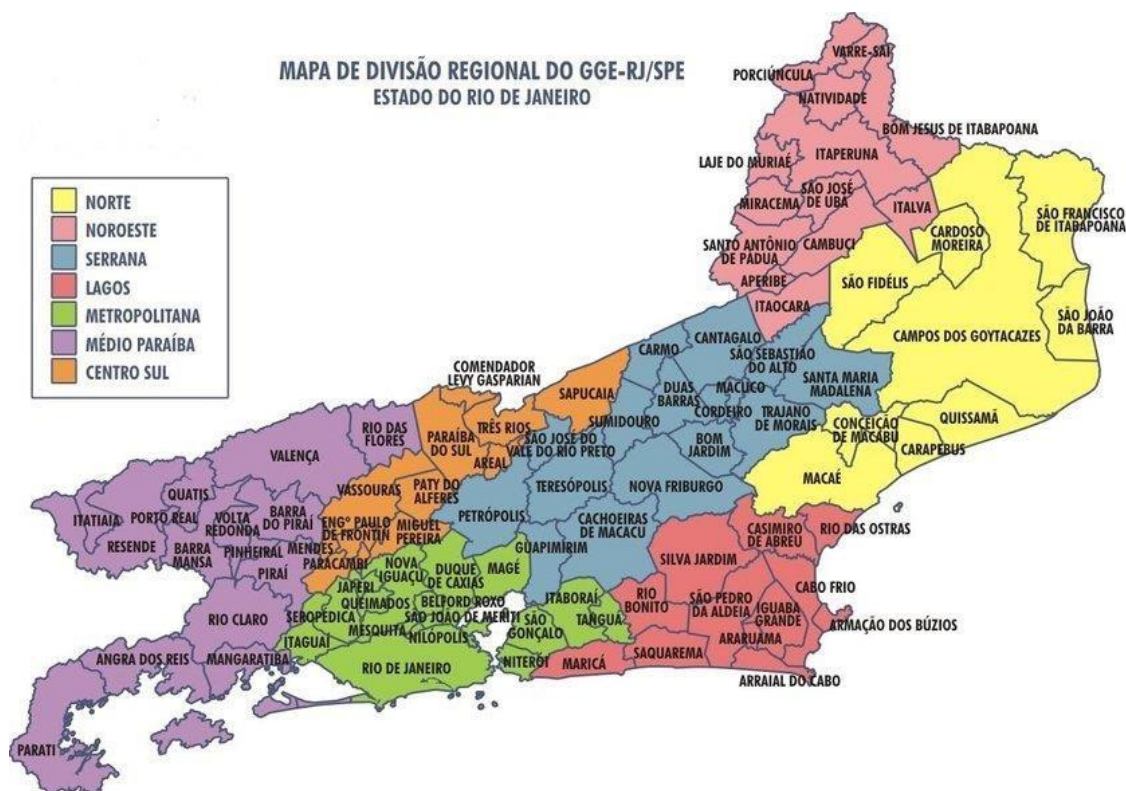 MAPA DE DIVISÃO REGIONAL DO GGE-RJ/SPE
ESTADO DO RIO DE JANEIRO
NORTE
NOROESTE
SERRANA
LAGOS
METROPOLITANA
MÉDIO PARAÍBA
CENTRO SUL
VARRE-SAI
PORCIÚNCULA
NATIVIDADE
BOM JESUS DE ITABAPOANA
LAJE DO MURIAÉ
ITAPERUNA
MIRACEMA
SÃO JOSÉ
DE UBA
ITALVA
SANTO ANTÔNIO
DE PADUA
CAMBUCI
APERIBE
ITAOCARA
SÃO FRANCISCO
DE ITABAPOANA
CARDOSO
MOREIRA
SÃO FIDÉLIS
CAMPOS DOS GOYTACAZES
SÃO JOÃO
DA BARRA
QUISSAMÃ
CONCEIÇÃO
DE MACABU
CARAPEBUS
MACAÉ
CANTAGALO
CARMO
SÃO SEBASTIÃO
DO ALTO
SANTA MARIA
MADALENA
DUAS
BARRAS
MACUCO
CORDEIRO
TRAJANO
DE MORAIS
SUMIDOURO
BOM
JARDIM
SÃO JOSE DO
VALE DO RIO PRETO
TERESÓPOLIS
NOVA FRIBURGO
PETRÓPOLIS
CACHOEIRAS
DE MACACU
GUAPIMIRÍM
COMENDADOR
LEVY GASPARIAN
SAPUCAIA
TRÊS RIOS
PARAÍBA
DO SUL
AREAL
PATY DO
ALFERES
VASSOURAS
ENGº PAULO
DE FRONTIN
MIGUEL
PEREIRA
MENDES
PARACAMBI
RIO DAS
FLORES
VALENÇA
QUATIS
ITATIAIA
PORTO REAL
VOLTA
REDONDA
BARRA
DO PIRAÍ
RESENDE
BARRA
MANSA
PINHEIRAL
PIRAÍ
RIO CLARO
ANGRA DOS REIS
MANGARATIBA
PARATI
NOVA
IGUAÇU
DUQUE
DE CAXIAS
MAGÉ
JAPERI
QUEIMADOS
BELFORD ROXO
SEROPÉDICA
SÃO JOÃO DE MERITI
MESQUITA
NILÓPOLIS
ITAGUAÍ
RIO DE JANEIRO
ITABORAÍ
SÃO
GONÇALO
TANGUA
NITEROI
CASIMIRO
DE ABREU
RIO DAS OSTRAS
SILVA JARDIM
CABO FRIO
RIO
BONITO
SÃO PEDRO
DA ALDEIA
IGUABA
GRANDE
ARMAÇÃO DOS BÚZIOS
ARARUAMA
SAQUAREMA
MARICÁ
ARRAIAL DO CABO